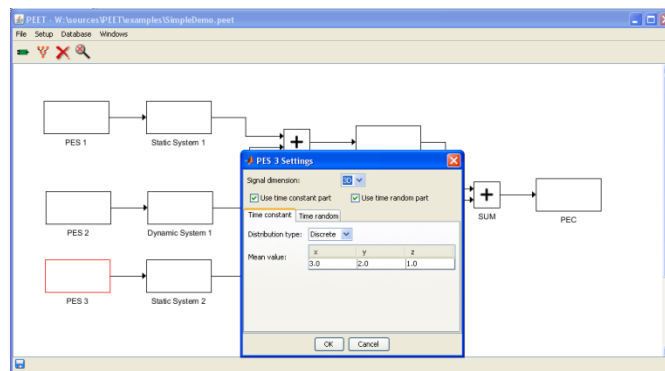 PEET - W:\sources\PEET\examples\SimpleDemo.peet
File Setup Database Windows
PES 1
Static System 1
PES 3 Settings
Signal dimension: 3D
Use time constant part Use time random part
Time constant Time random
Distribution type: Discrete
x y z
Mean value: 3.0 2.0 1.0
OK Cancel
PES 2
Dynamic System 1
SUM
PEC
PES 3
Static System 2